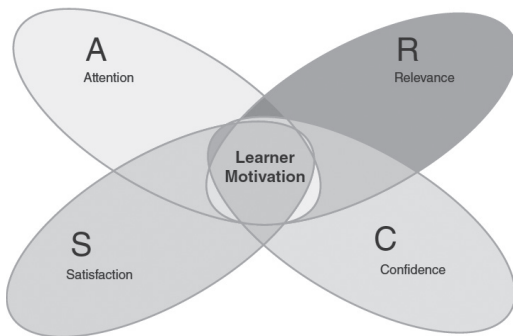 A
Attention
R
Relevance
Learner
Motivation
S
Satisfaction
C
Confidence